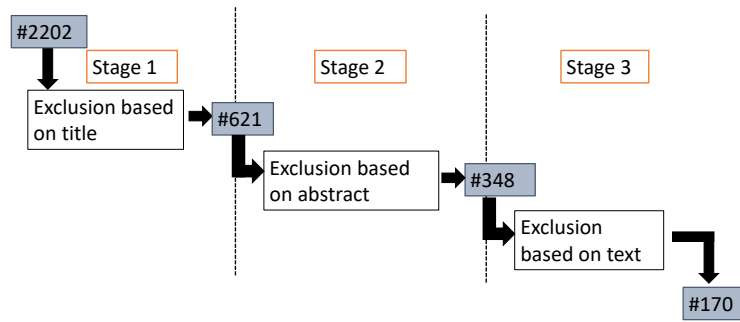 #2202
Stage 1
Stage 2
Stage 3
Exclusion based
on title
#621
Exclusion based
on abstract
#348
Exclusion
based on text
#170